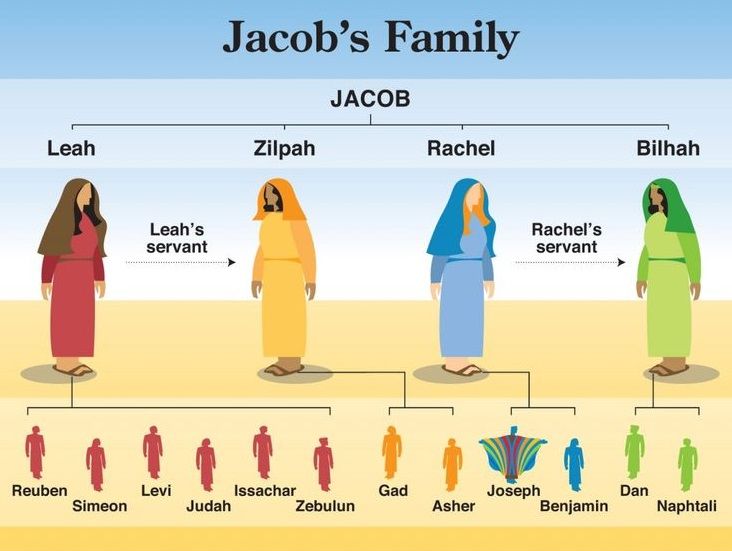 Jacob's Family
JACOB
Leah
Zilpah
Rachel
Bilhah
Leah's
servant
Rachel's
servant
Reuben
Simeon
Levi
Judah
Issachar
Zebulun
Gad
Asher
Joseph
Benjamin
Dan
Naphtali